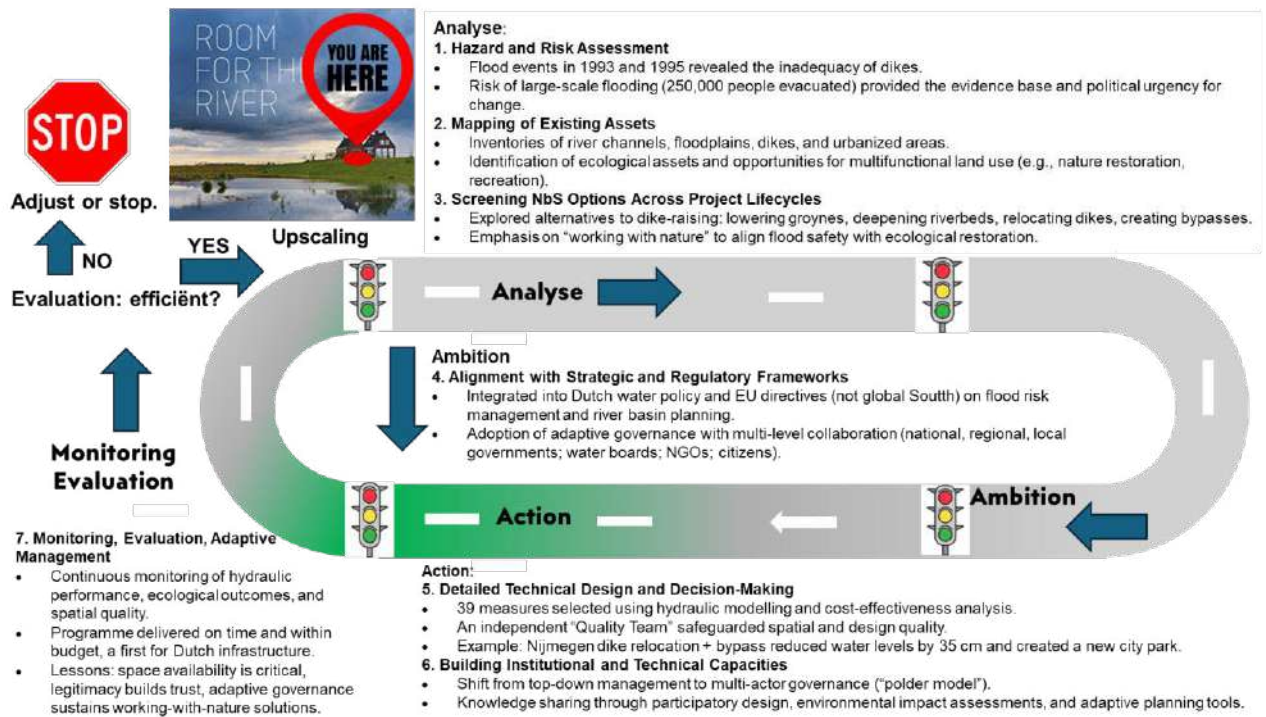 ROOM
FOR THE
RIVER
YOU ARE
HERE
STOP
Adjust or stop.
NO
YES
Upscaling
Evaluation: efficiënt?
Monitoring
Evaluation
Analyse:
1. Hazard and Risk Assessment
• Flood events in 1993 and 1995 revealed the inadequacy of dikes.
• Risk of large-scale flooding (250,000 people evacuated) provided the evidence base and political urgency for
change.
2. Mapping of Existing Assets
• Inventories of river channels, floodplains, dikes, and urbanized areas.
• Identification of ecological assets and opportunities for multifunctional land use (e.g., nature restoration,
recreation).
3. Screening NbS Options Across Project Lifecycles
• Explored alternatives to dike-raising: lowering groynes, deepening riverbeds, relocating dikes, creating bypasses.
• Emphasis on “working with nature” to align flood safety with ecological restoration.
Analyse
Ambition
4. Alignment with Strategic and Regulatory Frameworks
• Integrated into Dutch water policy and EU directives (not global Soutth) on flood risk
management and river basin planning.
• Adoption of adaptive governance with multi-level collaboration (national, regional, local
governments; water boards; NGOs; citizens).
Ambition
Action
Action:
5. Detailed Technical Design and Decision-Making
• 39 measures selected using hydraulic modelling and cost-effectiveness analysis.
• An independent “Quality Team” safeguarded spatial and design quality.
• Example: Nijmegen dike relocation + bypass reduced water levels by 35 cm and created a new city park.
6. Building Institutional and Technical Capacities
• Shift from top-down management to multi-actor governance (“polder model”).
• Knowledge sharing through participatory design, environmental impact assessments, and adaptive planning tools.
7. Monitoring, Evaluation, Adaptive
Management
• Continuous monitoring of hydraulic
performance, ecological outcomes, and
spatial quality.
• Programme delivered on time and within
budget, a first for Dutch infrastructure.
• Lessons: space availability is critical,
legitimacy builds trust, adaptive governance
sustains working-with-nature solutions.